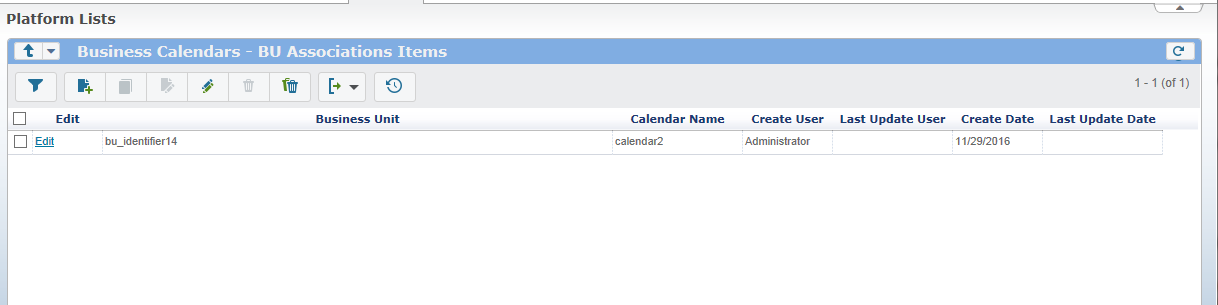 Platform Lists
Business Calendars - BU Associations Items
1 - 1 (of 1)
Edit Business Unit Calendar Name Create User Last Update User Create Date Last Update Date
Edit bu_identifier14 calendar2 Administrator 11/29/2016